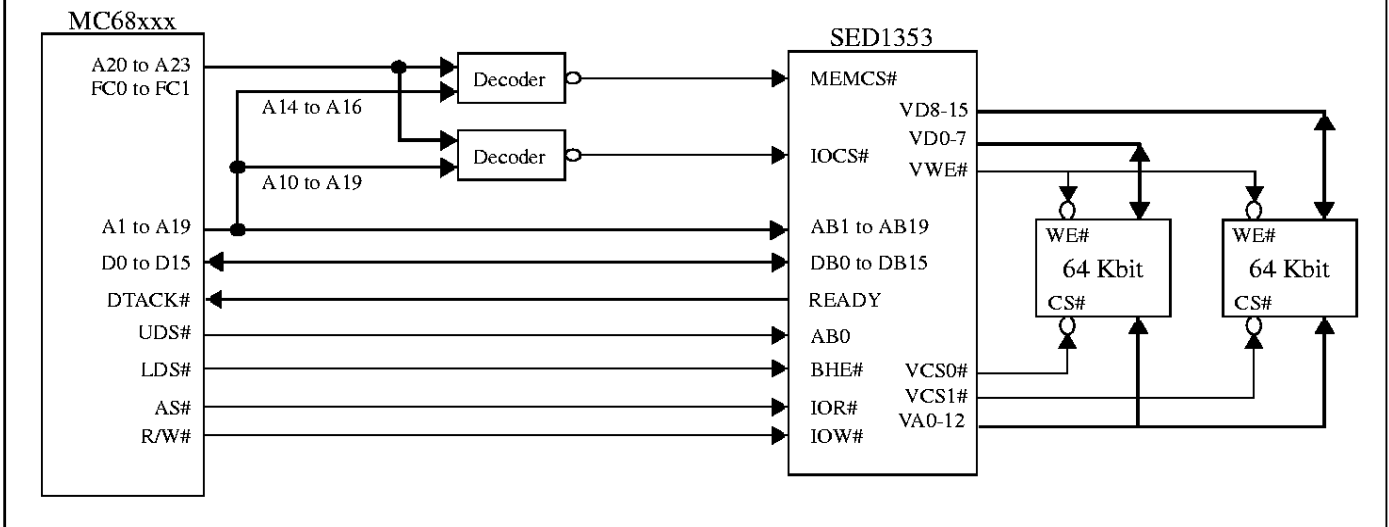 MC68xxx
A20 to A23
FC0 to FC1
A14 to A16
A10 to A19
A1 to A19
D0 to D15
DTACK#
UDS#
LDS#
AS#
R/W#
Decoder
Decoder
SED1353
MEMCS#
IOCS#
AB1 to AB19
DB0 to DB15
READY
AB0
BHE#
IOR#
IOW#
VD8-15
VD0-7
VWE#
VCS0#
VCS1#
VA0-12
WE#
64 Kbit
CS#
WE#
64 Kbit
CS#